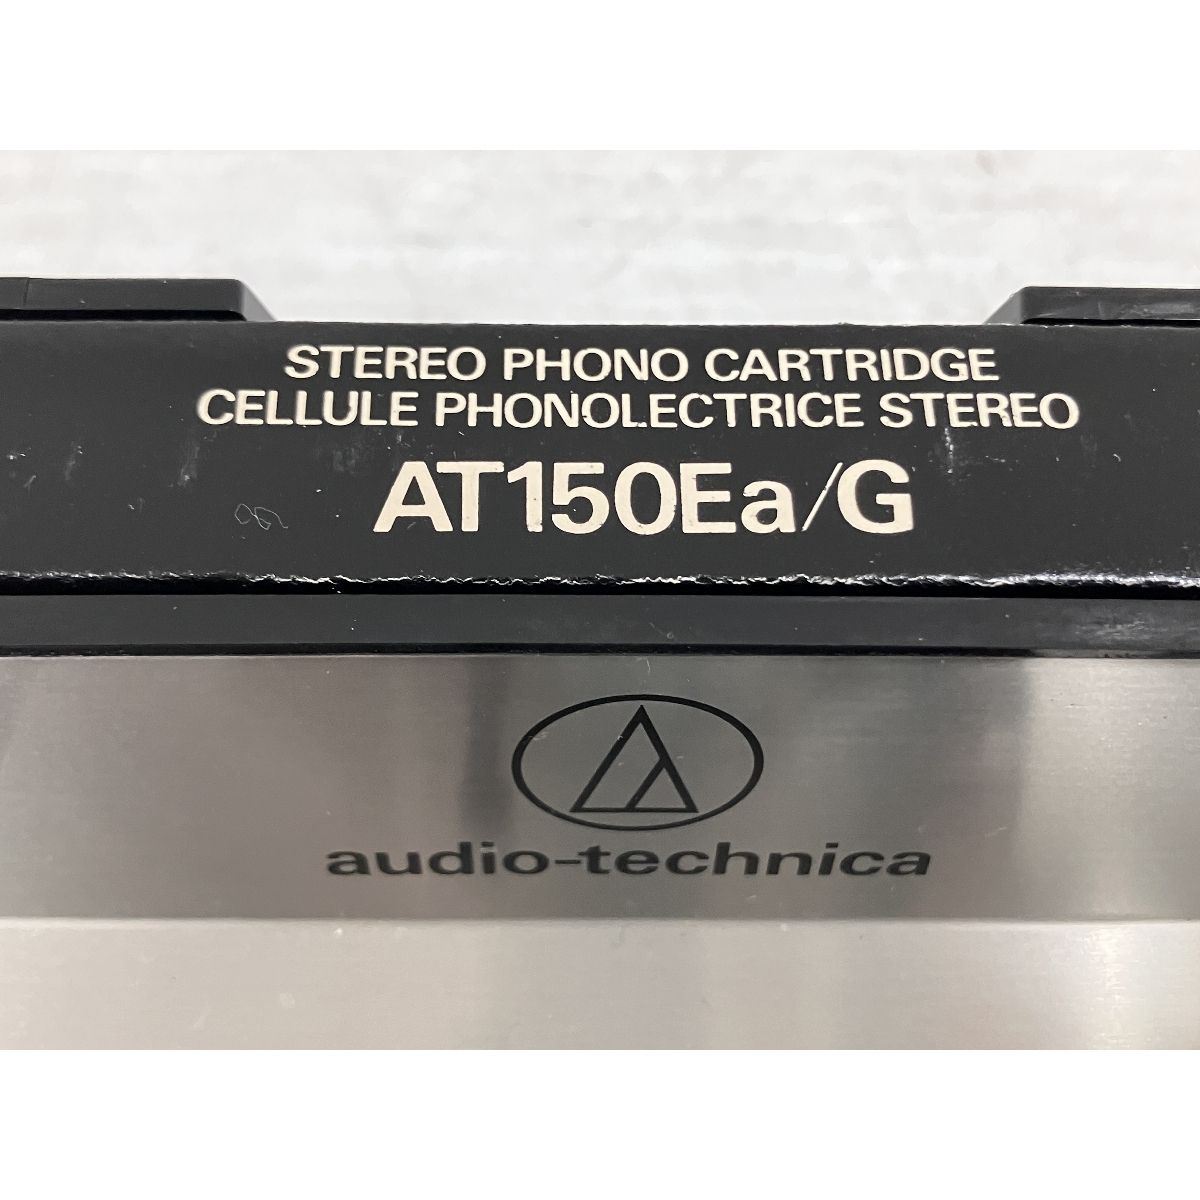 STEREO PHONO CARTRIDGE
CELLULE PHONOLECTRICE STEREO
AT150Ea/G
audio-technica